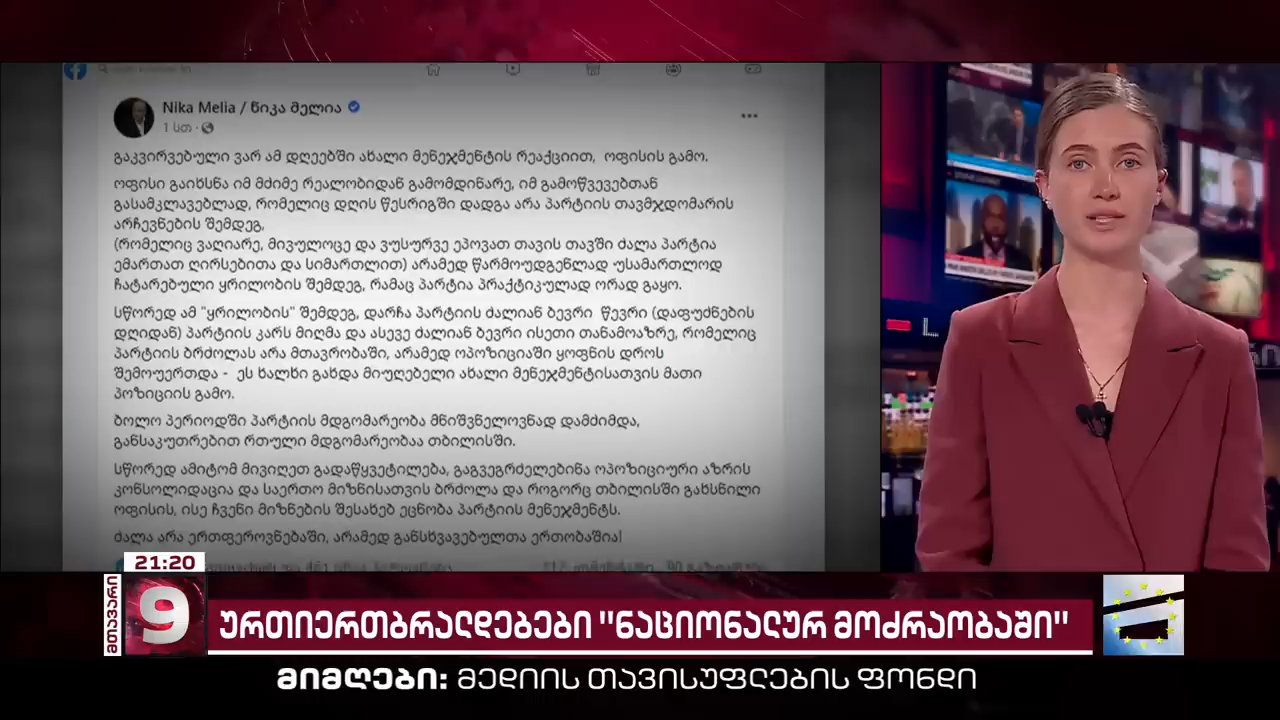 Nika Melia / ნიკა მელია
1 სთ ·
გაკვირვებული ვარ ამ დღეებში ახალი მენეჯმენტის რეაქციით, ოფისის გამო.
ოფისი გაიხსნა იმ მძიმე რეალობიდან გამომდინარე, იმ გამოწვევებთან
გასამკლავებლად, რომელიც დღის წესრიგში დადგა არა პარტიის თავმჯდომარის
არჩევნების შემდეგ,
(რომელიც ვაღიარე, მივულოცე და ვუსურვე ეპოვათ თავის თავში ძალა პარტია
ემართათ ღირსებითა და სიმართლით) არამედ წარმოუდგენლად უსამართლოდ
ჩატარებული ყრილობის შემდეგ, რამაც პარტია პრაქტიკულად ორად გაყო.
სწორედ ამ "ყრილობის" შემდეგ, დარჩა პარტიის ძალიან ბევრი წევრი (დაფუძნების
დღიდან) პარტიის კარს მიღმა და ასევე ძალიან ბევრი ისეთი თანამოაზრე, რომელიც
პარტიის ბრძოლას არა მთავრობაში, არამედ ოპოზიციაში ყოფნის დროს
შემოუერთდა - ეს ხალხი გახდა მიუღებელი ახალი მენეჯმენტისათვის მათი
პოზიციის გამო.
ბოლო პერიოდში პარტიის მდგომარეობა მნიშვნელოვნად დამძიმდა,
განსაკუთრებით რთული მდგომარეობაა თბილისში.
სწორედ ამიტომ მივიღეთ გადაწყვეტილება, გაგვეგრძელებინა ოპოზიციური აზრის
კონსოლიდაცია და საერთო მიზნისათვის ბრძოლა და როგორც თბილისში გახსნილი
ოფისის, ისე ჩვენი მიზნების შესახებ ეცნობა პარტიის მენეჯმენტს.
ძალა არა ერთფეროვნებაში, არამედ განსხვავებულთა ერთობაშია!
21:20
მთავარი
9
ურთიერთბრალდებები "ნაციონალურ მოძრაობაში"
მიმღები: მედიის თავისუფლების ფონდი